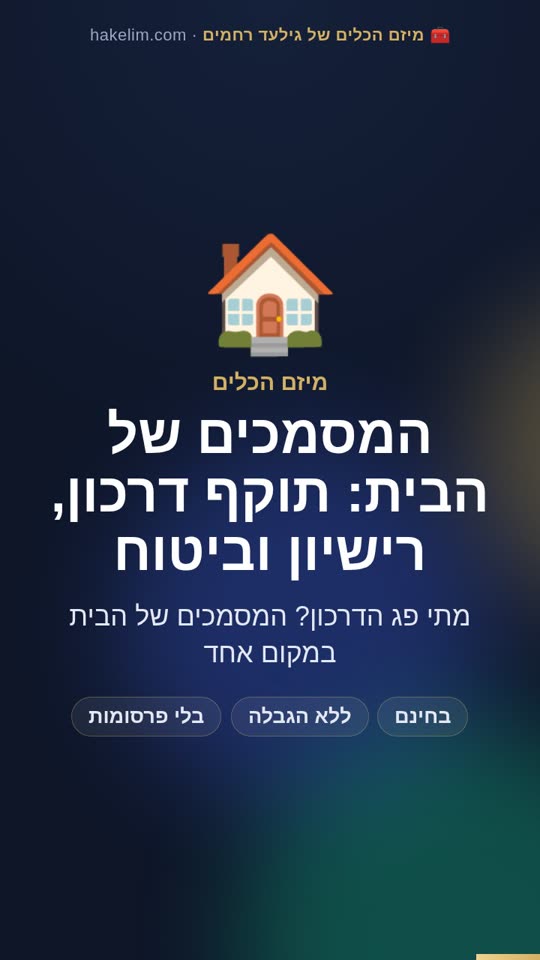 🧰 מיזם הכלים של גילעד רחמים · hakelim.com
מיזם הכלים
המסמכים של
הבית: תוקף דרכון,
רישיון וביטוח
מתי פג הדרכון? המסמכים של הבית
במקום אחד
בחינם
ללא הגבלה
בלי פרסומות